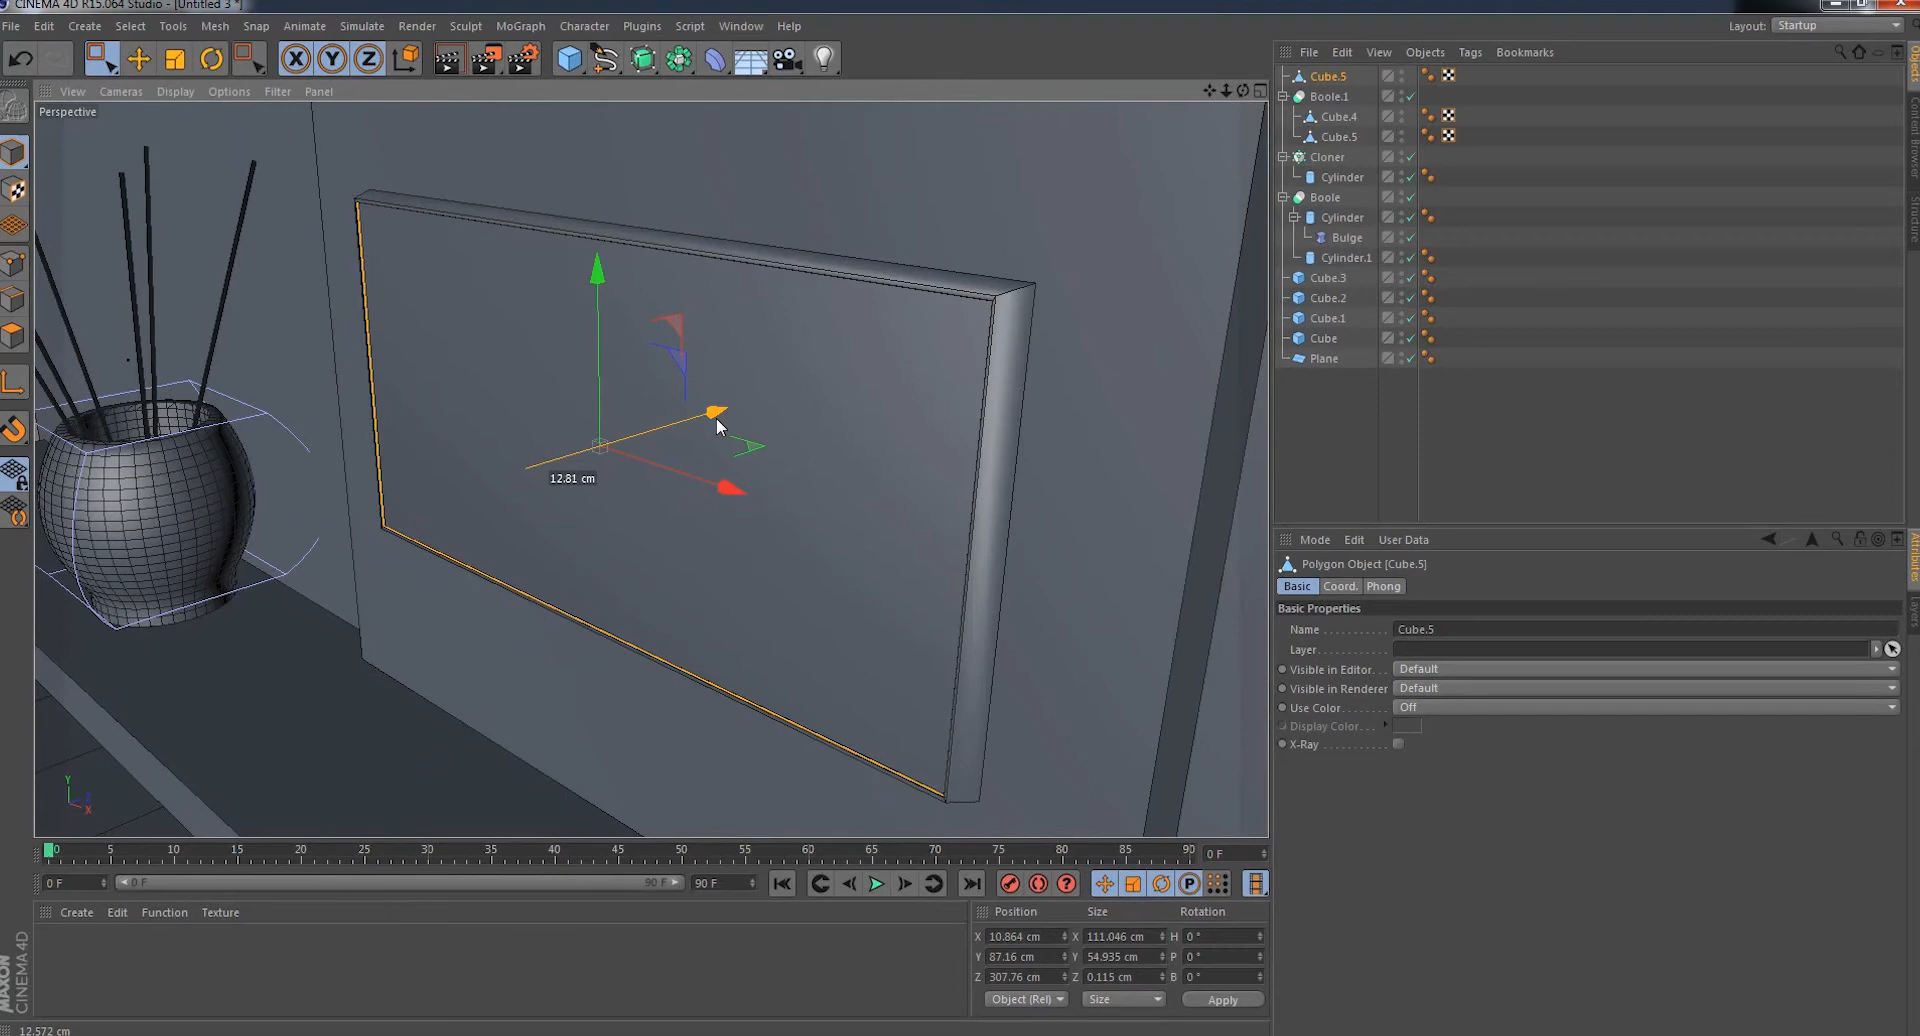 CINEMA 4D R15.064 Studio - [Untitled 3 *]
File Edit Create Select Tools Mesh Snap Animate Simulate Render Sculpt MoGraph Character Plugins Script Window Help
Layout: Startup
X Y Z
File Edit View Objects Tags Bookmarks
View Cameras Display Options Filter Panel
Perspective
Cube.5
Boole.1
Cube.4
Cube.5
Cloner
Cylinder
Boole
Cylinder
Bulge
Cylinder.1
Cube.3
Cube.2
Cube.1
Cube
Plane
Objects
Content Browser
Structure
12.81 cm
Y
Z
X
Mode Edit User Data
Polygon Object [Cube.5]
Basic Coord. Phong
Basic Properties
Name Cube.5
Layer
Visible in Editor Default
Visible in Renderer Default
Use Color Off
Display Color
X-Ray
Attributes
Layers
0 5 10 15 20 25 30 35 40 45 50 55 60 65 70 75 80 85 90 0 F
0 F 0 F 90 F 90 F
P
Create Edit Function Texture
Position Size Rotation
X 10.864 cm X 111.046 cm H 0 °
Y 87.16 cm Y 54.935 cm P 0 °
Z 307.76 cm Z 0.115 cm B 0 °
Object (Rel) Size Apply
MAXON
CINEMA 4D
12.572 cm